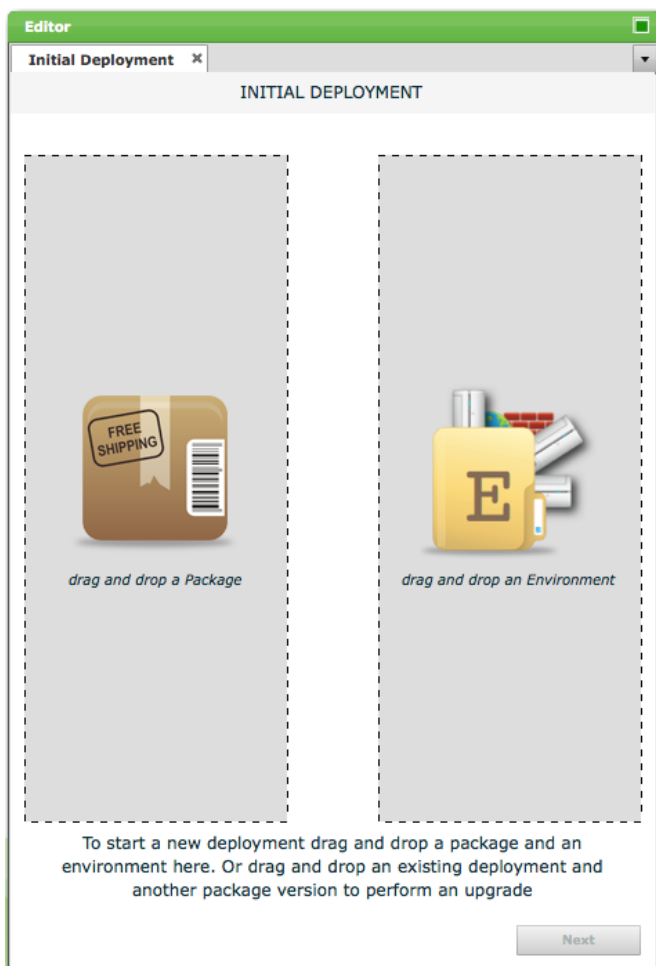 Editor
Initial Deployment
INITIAL DEPLOYMENT
FREE
SHIPPING
drag and drop a Package
E
drag and drop an Environment
To start a new deployment drag and drop a package and an
environment here. Or drag and drop an existing deployment and
another package version to perform an upgrade
Next